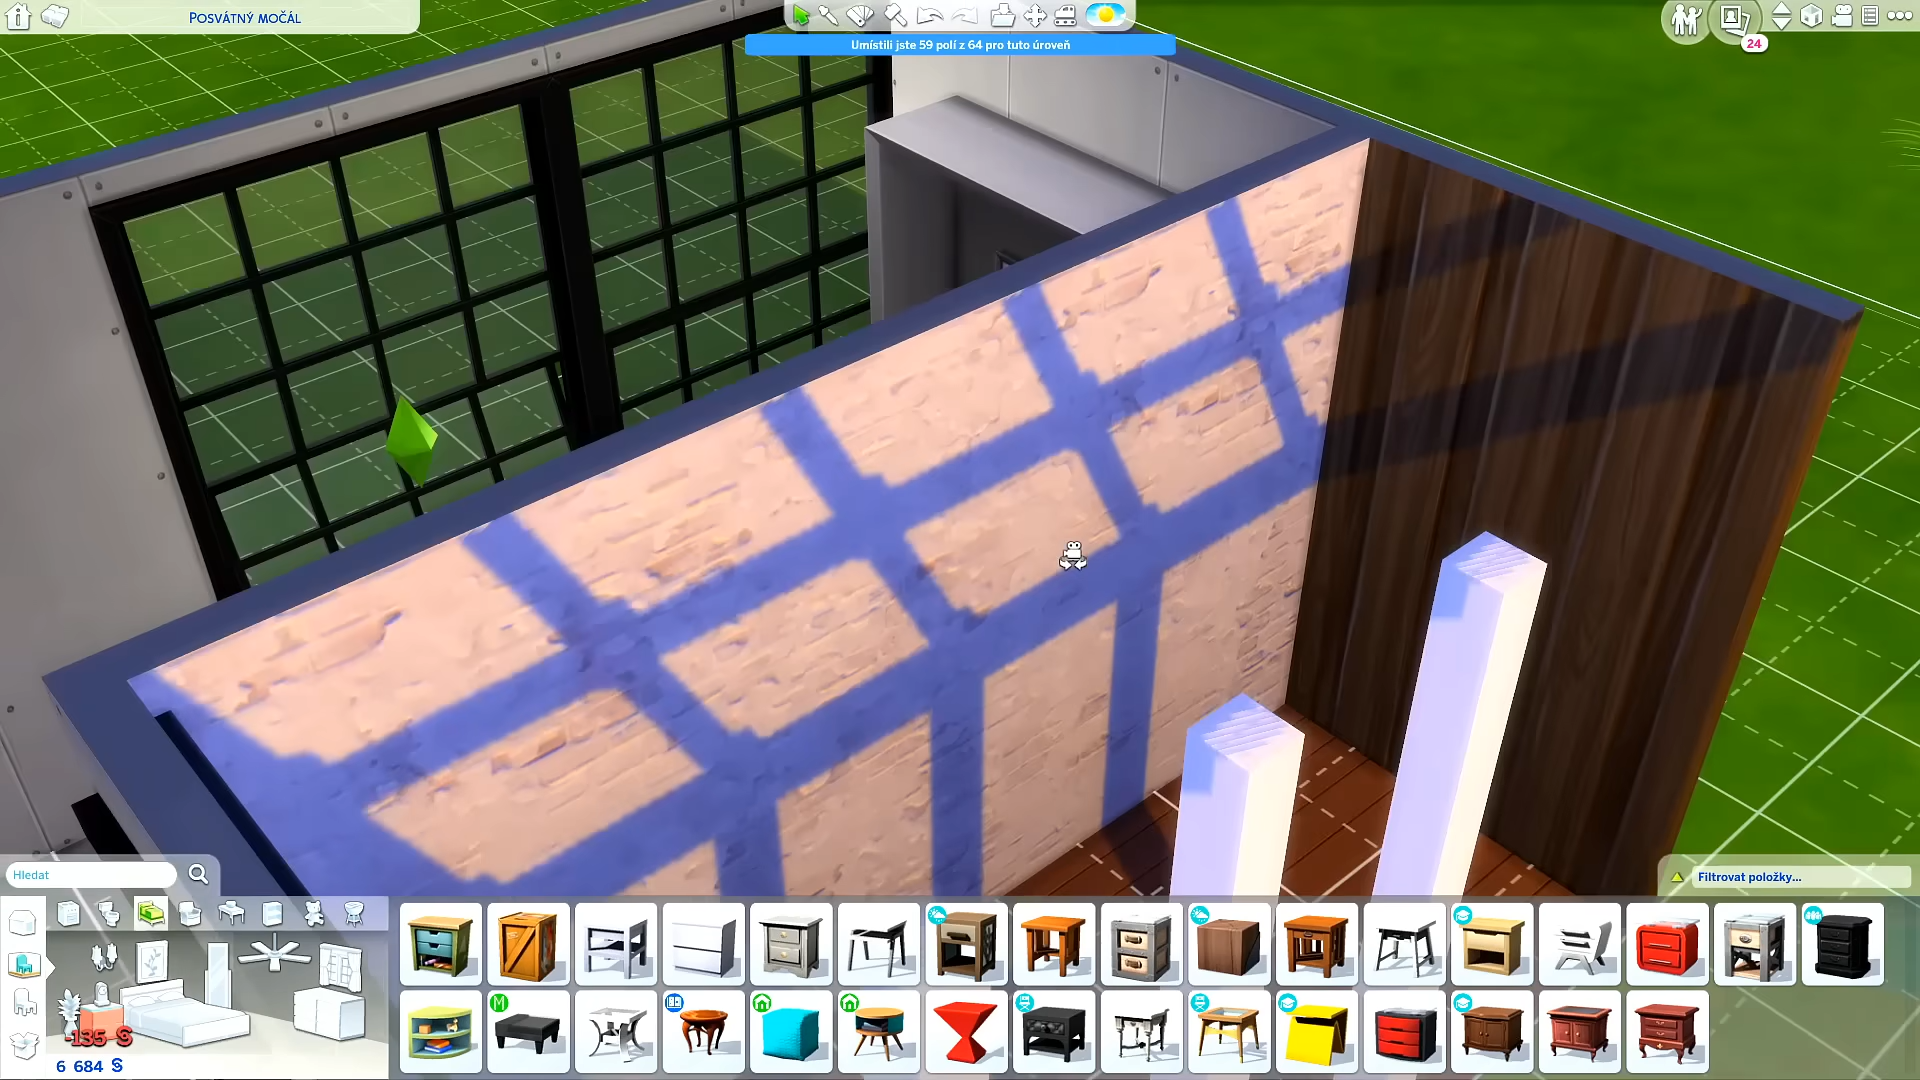 Posvátný močál
Umístili jste 59 polí z 64 pro tuto úroveň
24
Hledat
Filtrovat položky...
-135 §
6 684 §
M